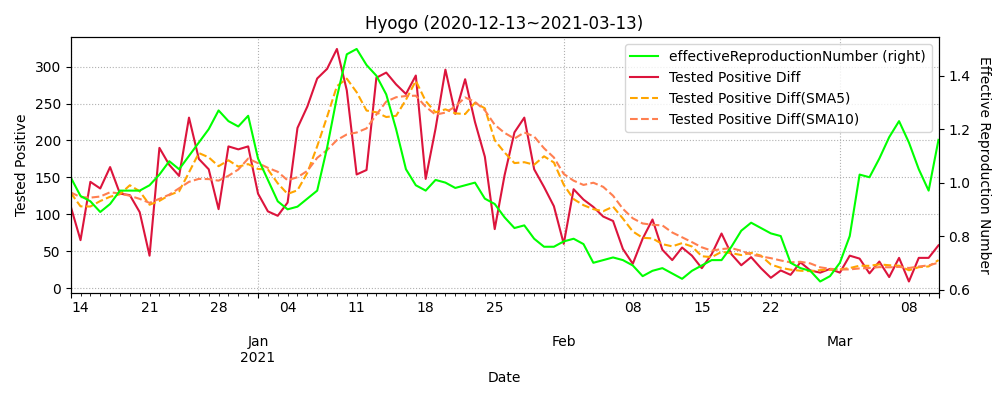 Hyogo (2020-12-13~2021-03-13)
effectiveReproductionNumber (right)
Tested Positive Diff
Tested Positive Diff(SMA5)
Tested Positive Diff(SMA10)
Tested Positive
300
250
200
150
100
50
0
1.4
1.2
1.0
0.8
0.6
Effective Reproduction Number
14 21 28 04 11 18 25 08 15 22 08
Jan Feb Mar
2021
Date